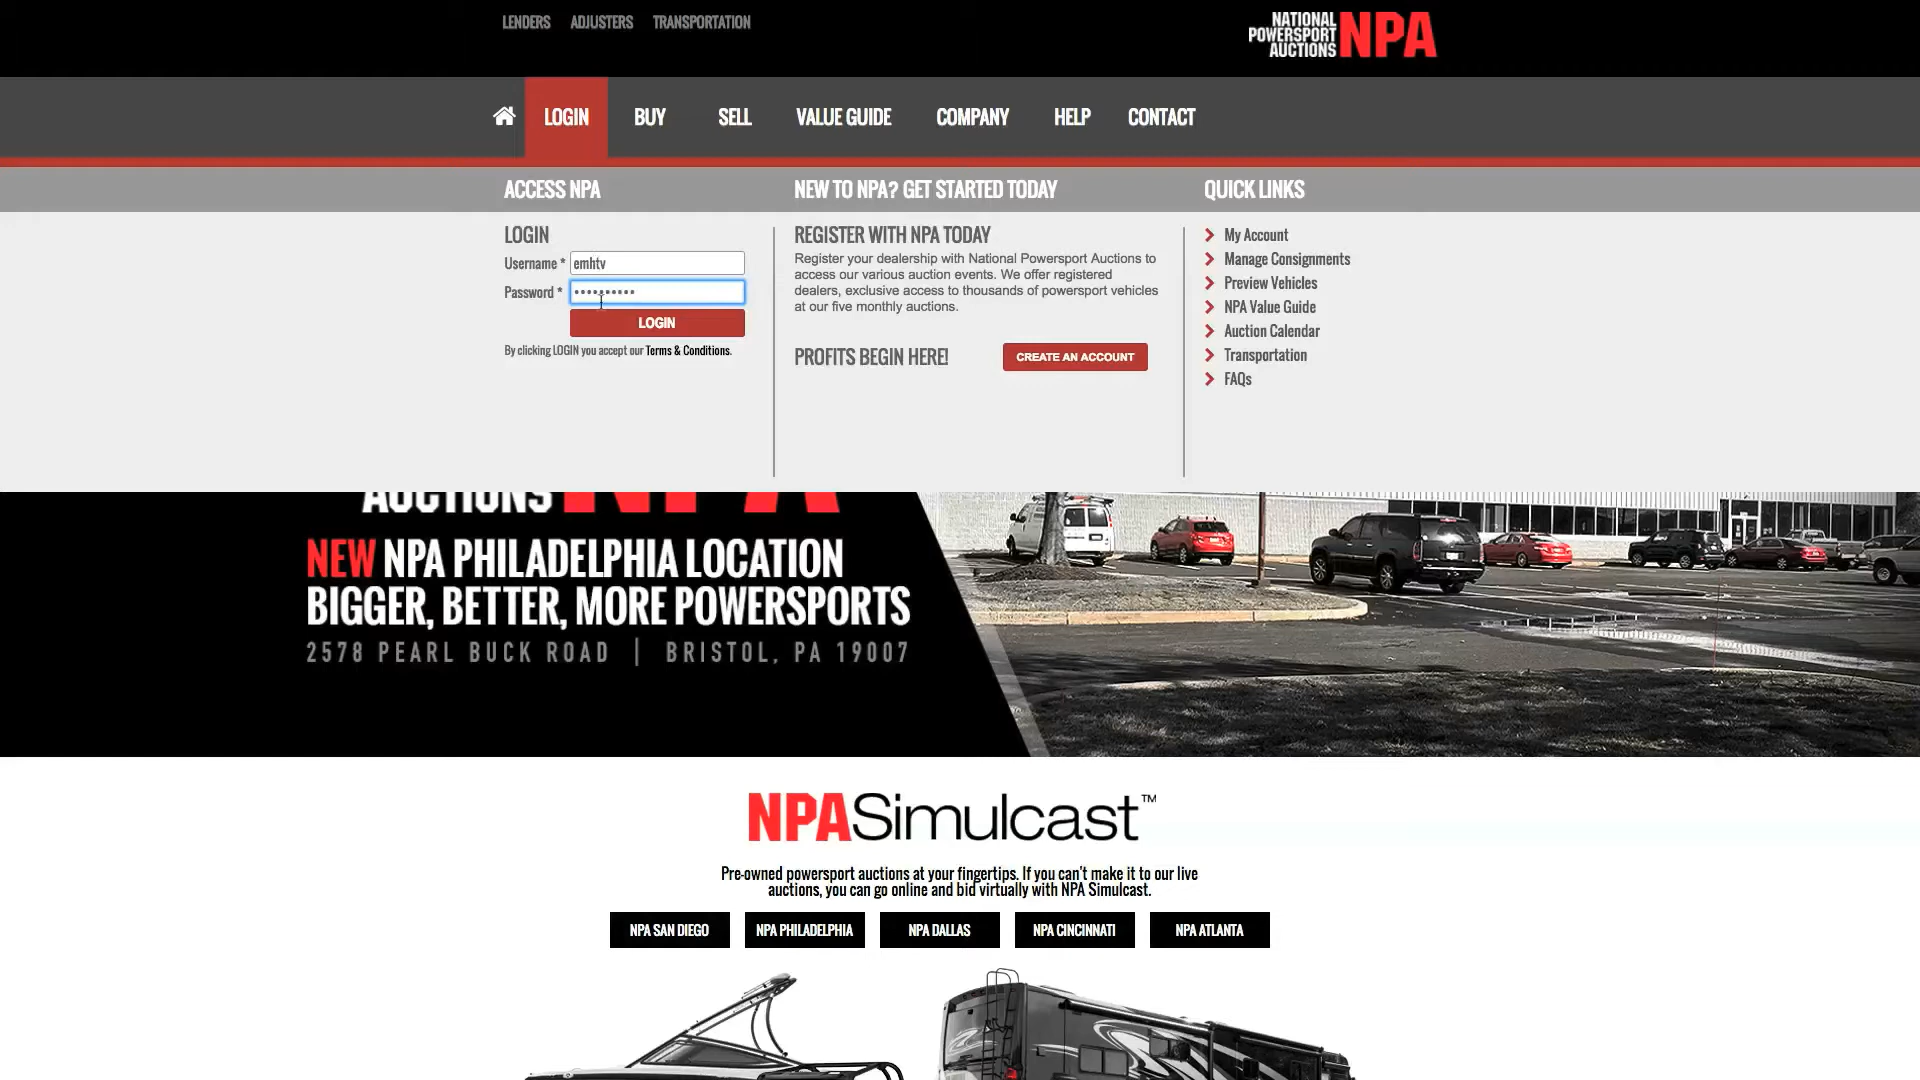 LENDERS ADJUSTERS TRANSPORTATION
NATIONAL
POWERSPORT
AUCTIONS
NPA
LOGIN BUY SELL VALUE GUIDE COMPANY HELP CONTACT
ACCESS NPA
LOGIN
Username * emhtv
Password * ••••••••••
LOGIN
By clicking LOGIN you accept our Terms & Conditions.
NEW TO NPA? GET STARTED TODAY
REGISTER WITH NPA TODAY
Register your dealership with National Powersport Auctions to
access our various auction events. We offer registered
dealers, exclusive access to thousands of powersport vehicles
at our five monthly auctions.
PROFITS BEGIN HERE! CREATE AN ACCOUNT
QUICK LINKS
My Account
Manage Consignments
Preview Vehicles
NPA Value Guide
Auction Calendar
Transportation
FAQs
AUCTIONS NPA
NEW NPA PHILADELPHIA LOCATION
BIGGER, BETTER, MORE POWERSPORTS
2578 PEARL BUCK ROAD | BRISTOL, PA 19007
NPASimulcast™
Pre-owned powersport auctions at your fingertips. If you can't make it to our live
auctions, you can go online and bid virtually with NPA Simulcast.
NPA SAN DIEGO NPA PHILADELPHIA NPA DALLAS NPA CINCINNATI NPA ATLANTA